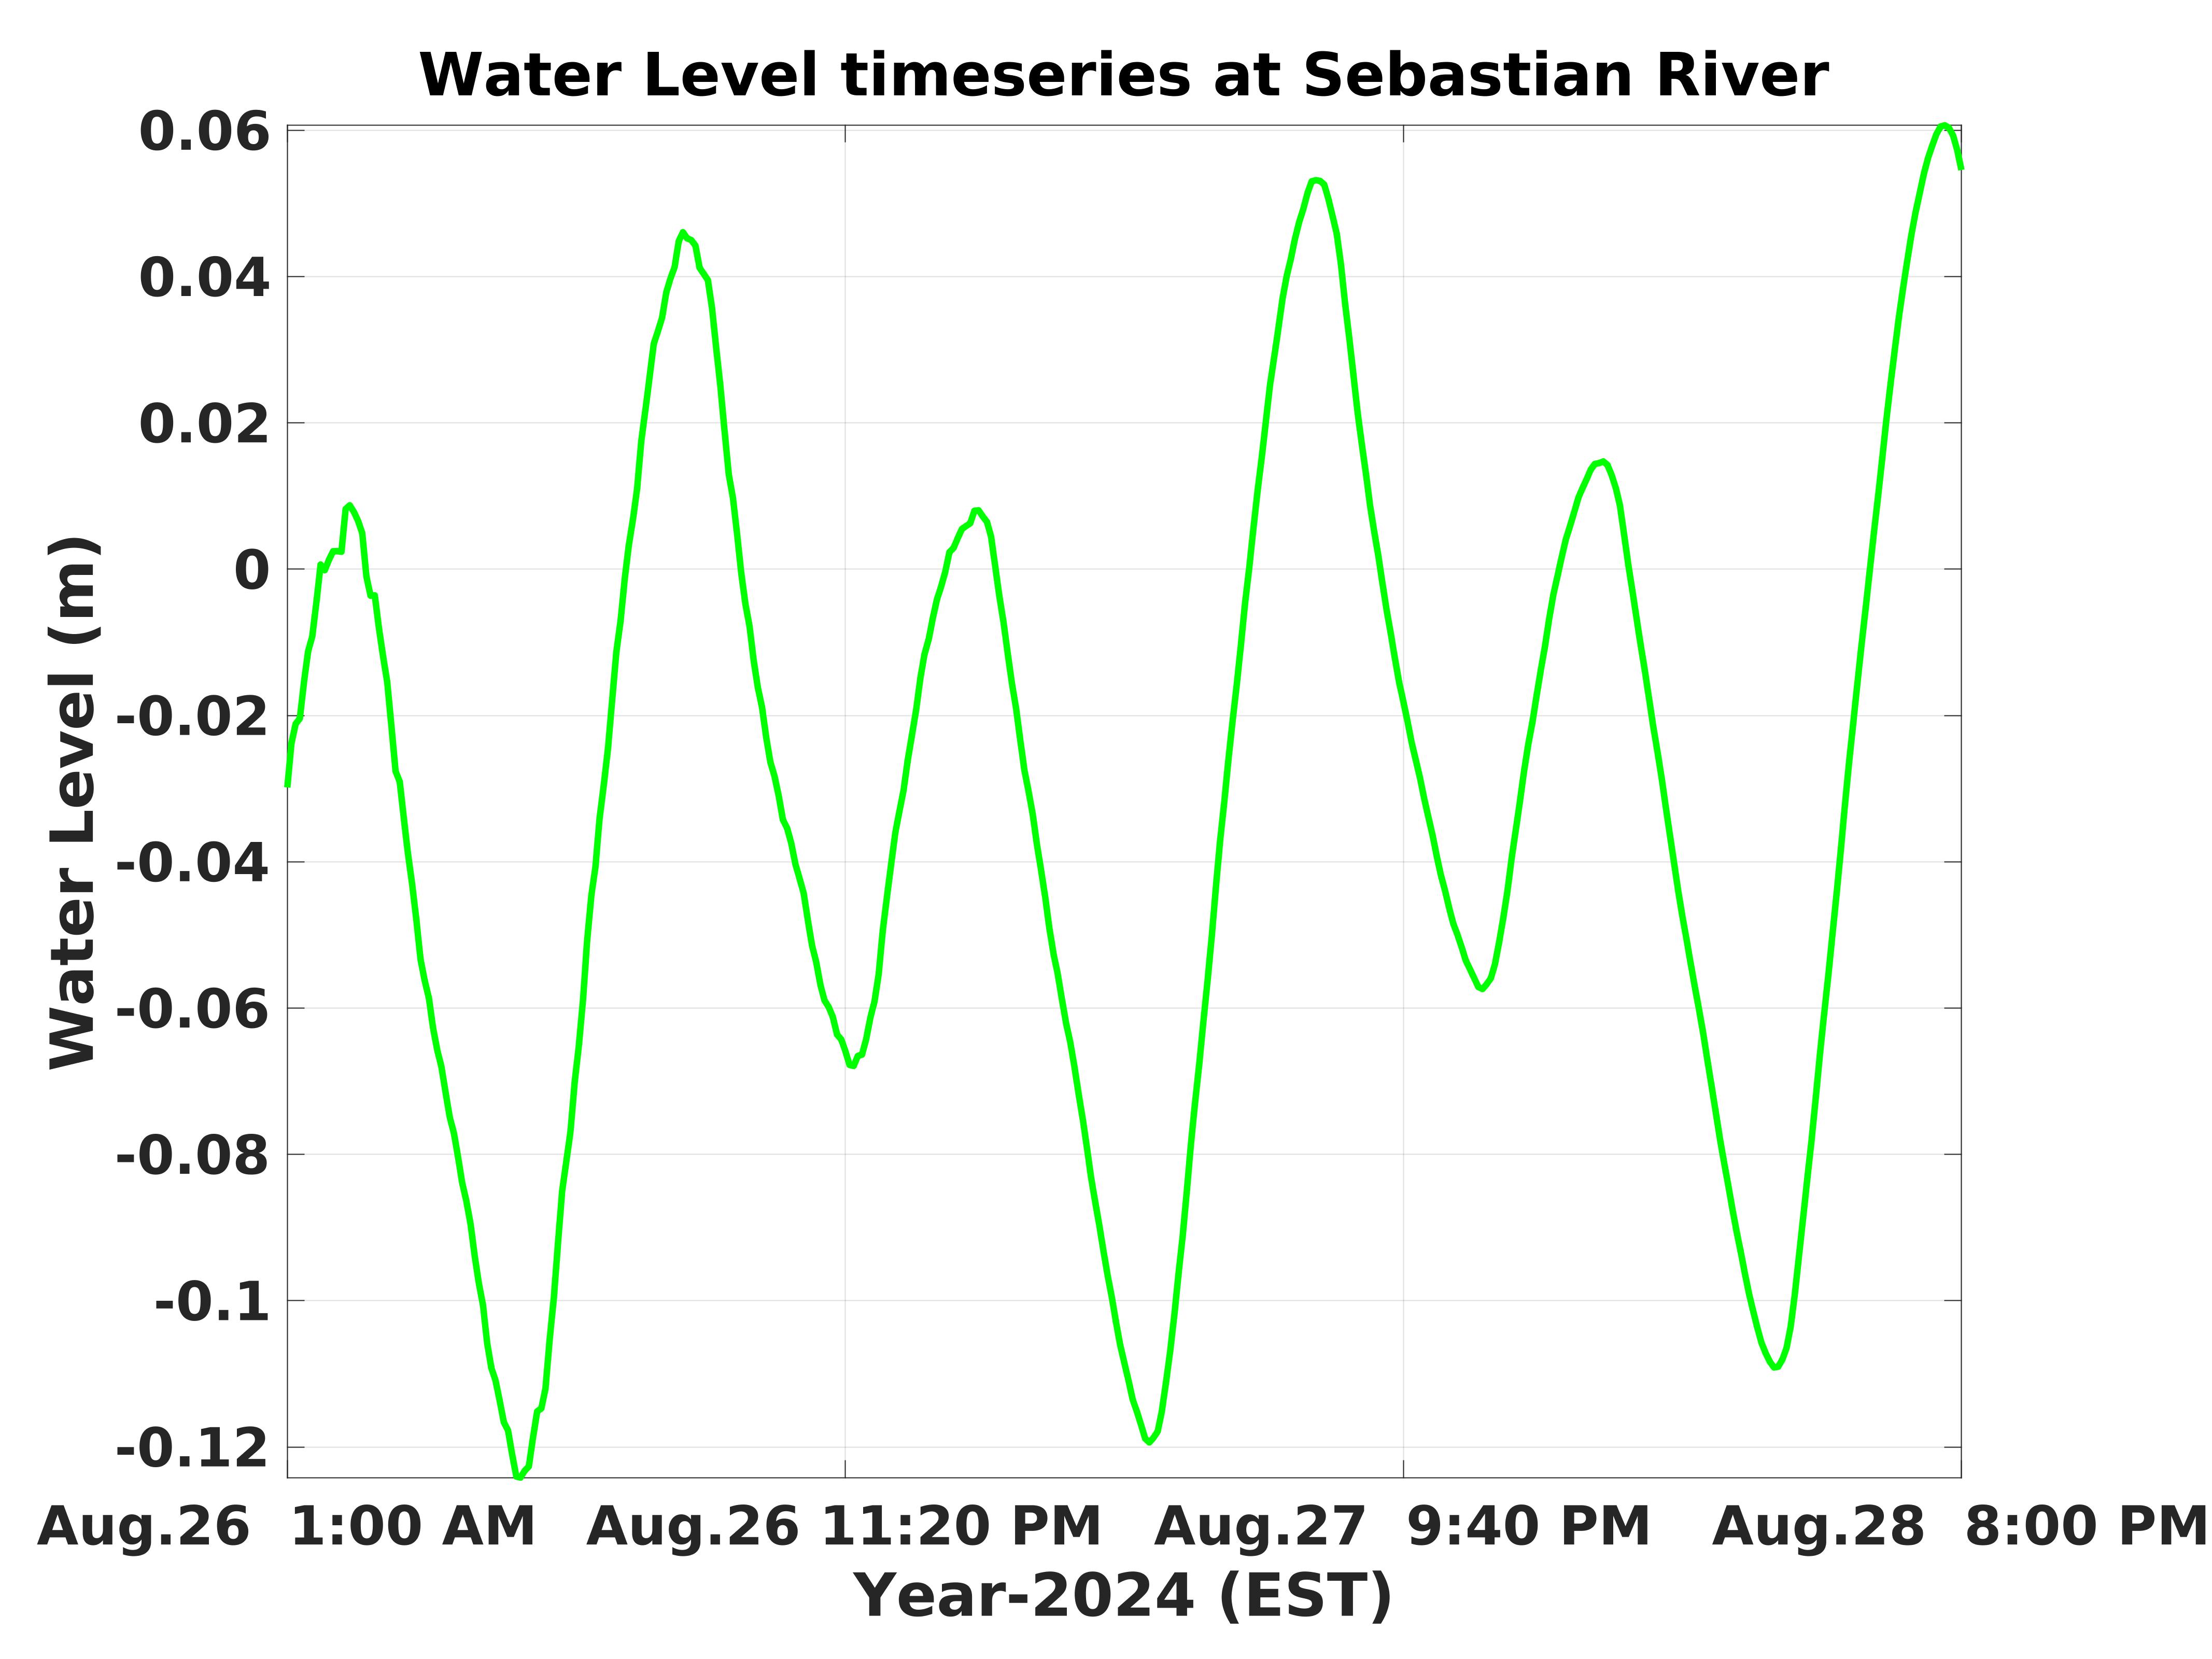 Water Level timeseries at Sebastian River
0.06
0.04
0.02
0
-0.02
-0.04
-0.06
-0.08
-0.1
-0.12
Water Level (m)
Aug.26 1:00 AM Aug.26 11:20 PM Aug.27 9:40 PM Aug.28 8:00 PM
Year-2024 (EST)